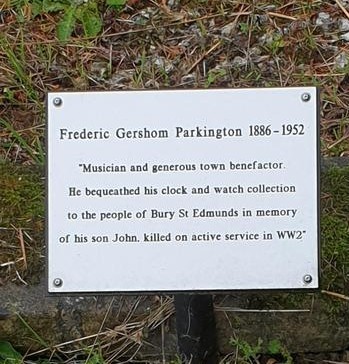 Frederic Gershom Parkington 1886-1952
"Musician and generous town benefactor.
He bequeathed his clock and watch collection
to the people of Bury St Edmunds in memory
of his son John, killed on active service in WW2"